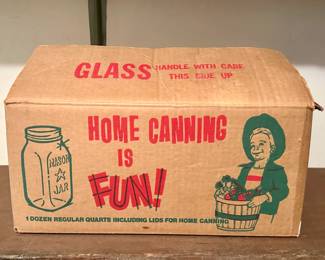 GLASS HANDLE WITH CARE
THIS SIDE UP
HOME CANNING
IS
FUN!
MASON
JAR
1 DOZEN REGULAR QUARTS INCLUDING LIDS FOR HOME CANNING